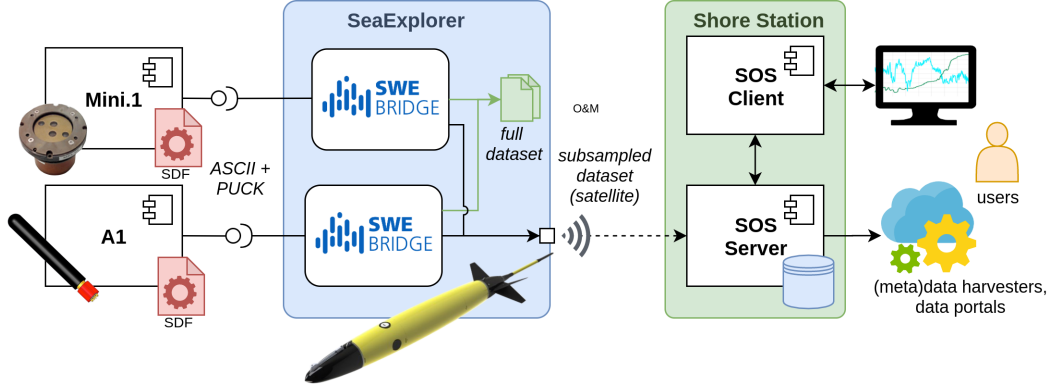 SeaExplorer
Shore Station
Mini.1
SDF
ASCII +
PUCK
A1
SDF
SWE
BRIDGE
SWE
BRIDGE
full
dataset
O&M
subsampled
dataset
(satellite)
SOS
Client
SOS
Server
users
(meta)data harvesters,
data portals